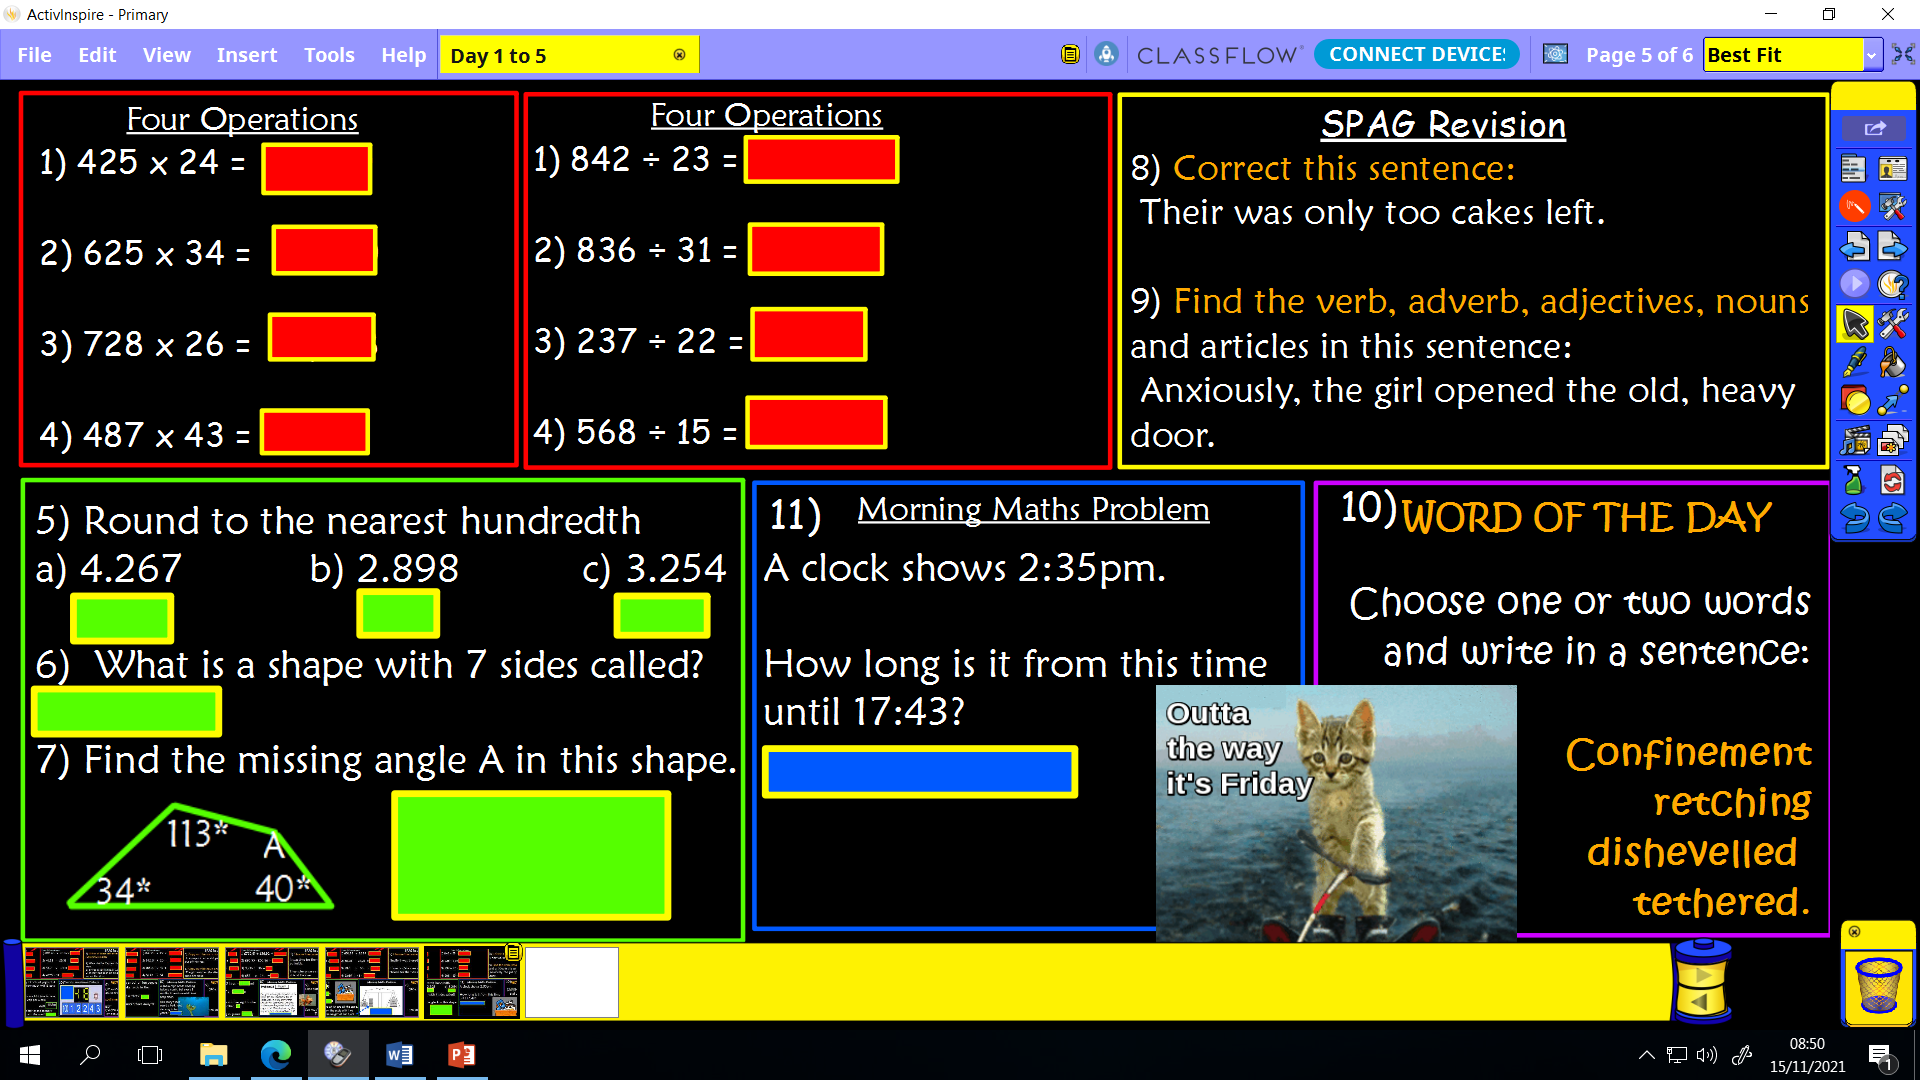 ActivInspire - Primary
File Edit View Insert Tools Help Day 1 to 5 CLASSFLOW CONNECT DEVICES Page 5 of 6 Best Fit
Four Operations
1) 425 x 24 =
2) 625 x 34 =
3) 728 x 26 =
4) 487 x 43 =
Four Operations
1) 842 ÷ 23 =
2) 836 ÷ 31 =
3) 237 ÷ 22 =
4) 568 ÷ 15 =
SPAG Revision
8) Correct this sentence:
Their was only too cakes left.
9) Find the verb, adverb, adjectives, nouns
and articles in this sentence:
Anxiously, the girl opened the old, heavy
door.
5) Round to the nearest hundredth
a) 4.267 b) 2.898 c) 3.254
6) What is a shape with 7 sides called?
7) Find the missing angle A in this shape.
113*
A
34* 40*
11) Morning Maths Problem
A clock shows 2:35pm.
How long is it from this time
until 17:43?
Outta
the way
it's Friday
10) WORD OF THE DAY
Choose one or two words
and write in a sentence:
Confinement
retching
dishevelled
tethered.
08:50
15/11/2021
1